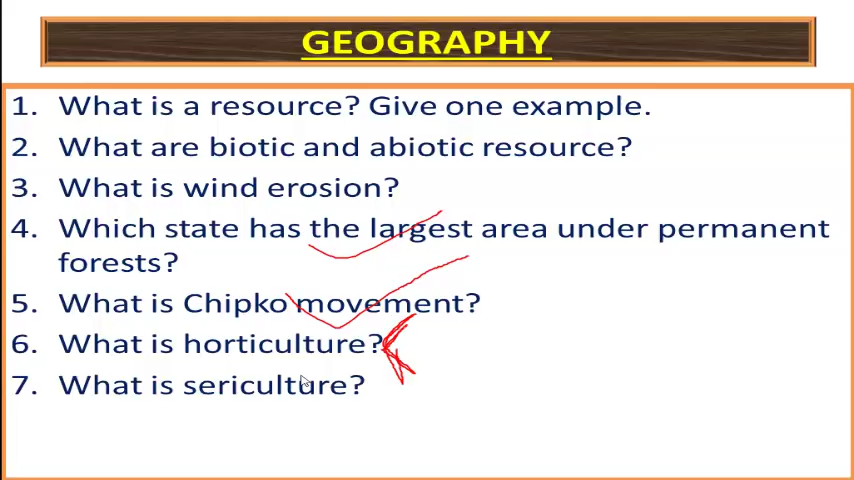 GEOGRAPHY
1. What is a resource? Give one example.
2. What are biotic and abiotic resource?
3. What is wind erosion?
4. Which state has the largest area under permanent
forests?
5. What is Chipko movement?
6. What is horticulture?
7. What is sericulture?